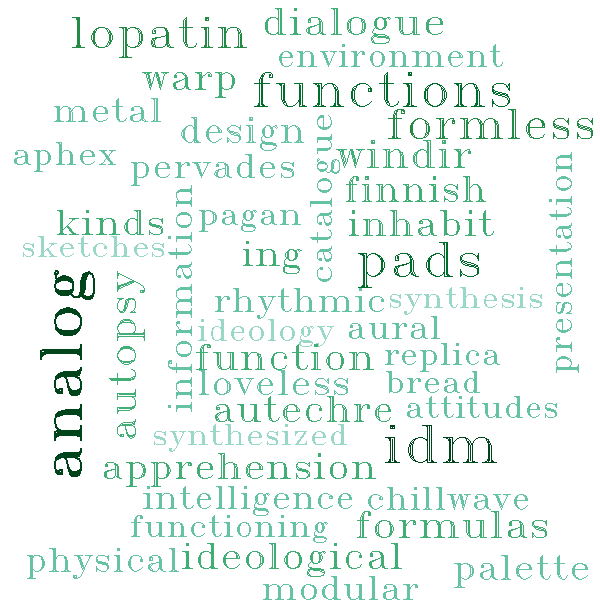 lopatin
dialogue
environment
warp
functions
metal
formless
design
aphex
pervades
windir
catalogue
finnish
presentation
kinds
pagan
inhabit
information
sketches
ing
pads
analog
autopsy
rhythmic
synthesis
ideology
aural
function
replica
loveless
bread
autechre
attitudes
synthesized
idm
apprehension
intelligence
chillwave
functioning
formulas
physical
ideological
palette
modular